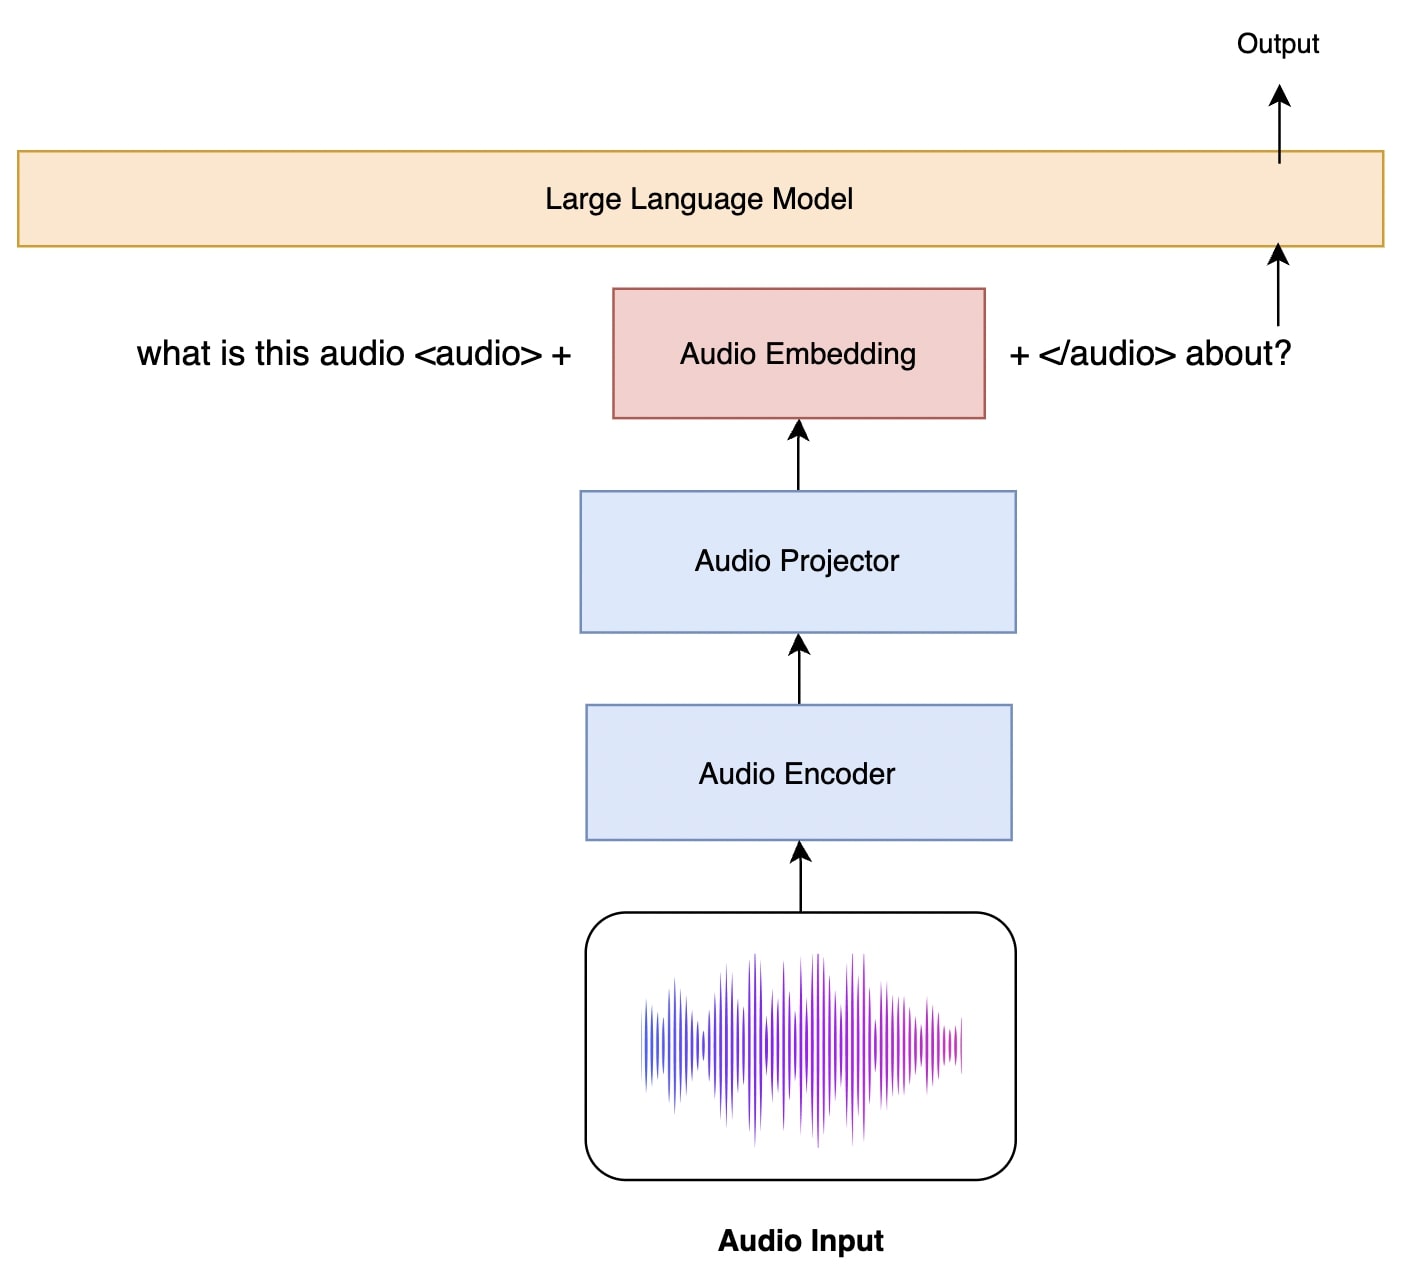 Output
Large Language Model
what is this audio <audio> + Audio Embedding + </audio> about?
Audio Projector
Audio Encoder
Audio Input